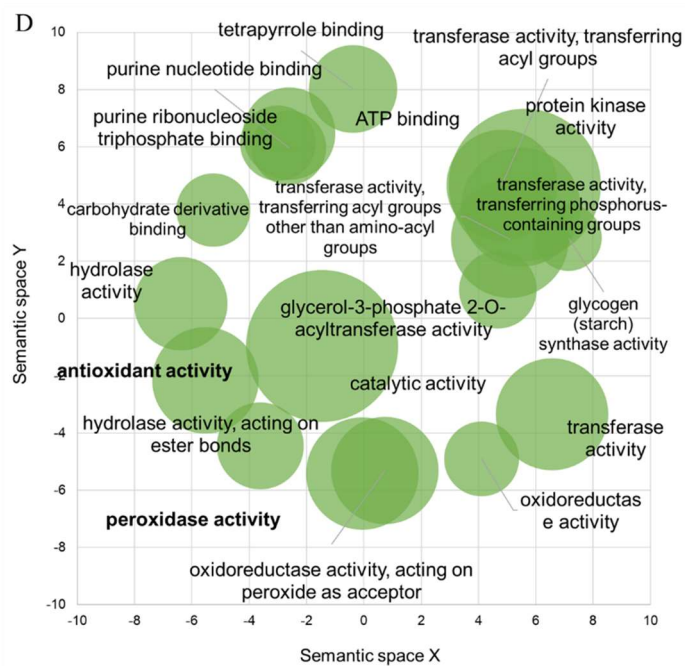 D
tetrapyrrole binding
transferase activity, transferring
acyl groups
purine nucleotide binding
protein kinase
activity
purine ribonucleoside
triphosphate binding
ATP binding
transferase activity,
transferring acyl groups
other than amino-acyl
groups
transferase activity,
transferring phosphorus-
containing groups
carbohydrate derivative
binding
hydrolase
activity
glycerol-3-phosphate 2-O-
acyltransferase activity
glycogen
(starch)
synthase activity
antioxidant activity
catalytic activity
hydrolase activity, acting on
ester bonds
transferase
activity
peroxidase activity
oxidoreductas
e activity
oxidoreductase activity, acting on
peroxide as acceptor
10
8
6
4
2
0
-2
-4
-6
-8
-10
Semantic space Y
-10 -8 -6 -4 -2 0 2 4 6 8 10
Semantic space X